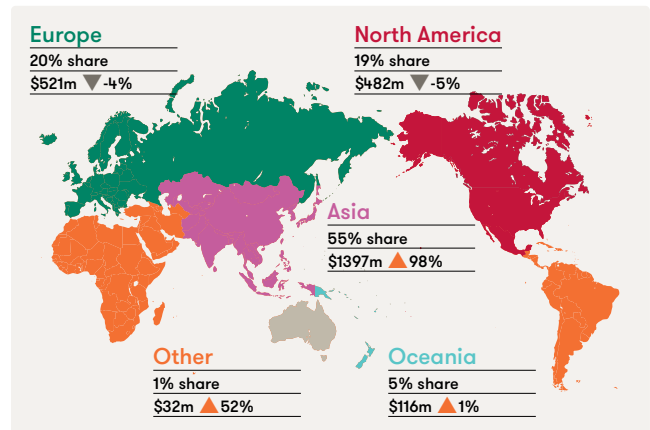 Europe
20% share
$521m ▼-4%
North America
19% share
$482m ▼-5%
Asia
55% share
$1397m ▲98%
Other
1% share
$32m ▲52%
Oceania
5% share
$116m ▲1%